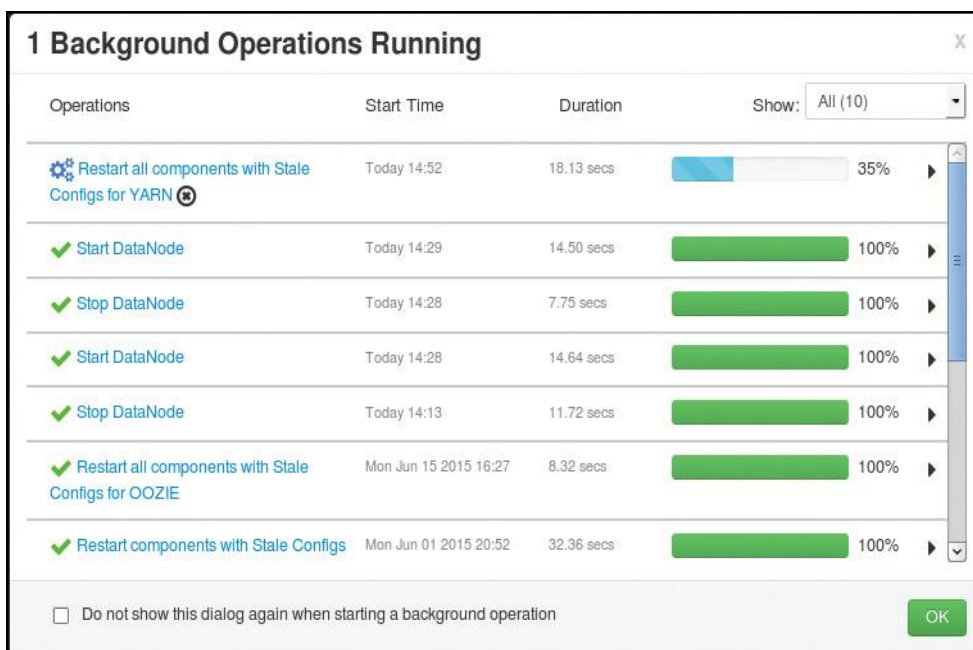 1 Background Operations Running
X
Operations Start Time Duration Show: All (10)
Restart all components with Stale Today 14:52 18.13 secs 35%
Configs for YARN
Start DataNode Today 14:29 14.50 secs 100%
Stop DataNode Today 14:28 7.75 secs 100%
Start DataNode Today 14:28 14.64 secs 100%
Stop DataNode Today 14:13 11.72 secs 100%
Restart all components with Stale Mon Jun 15 2015 16:27 8.32 secs 100%
Configs for OOZIE
Restart components with Stale Configs Mon Jun 01 2015 20:52 32.36 secs 100%
Do not show this dialog again when starting a background operation
OK